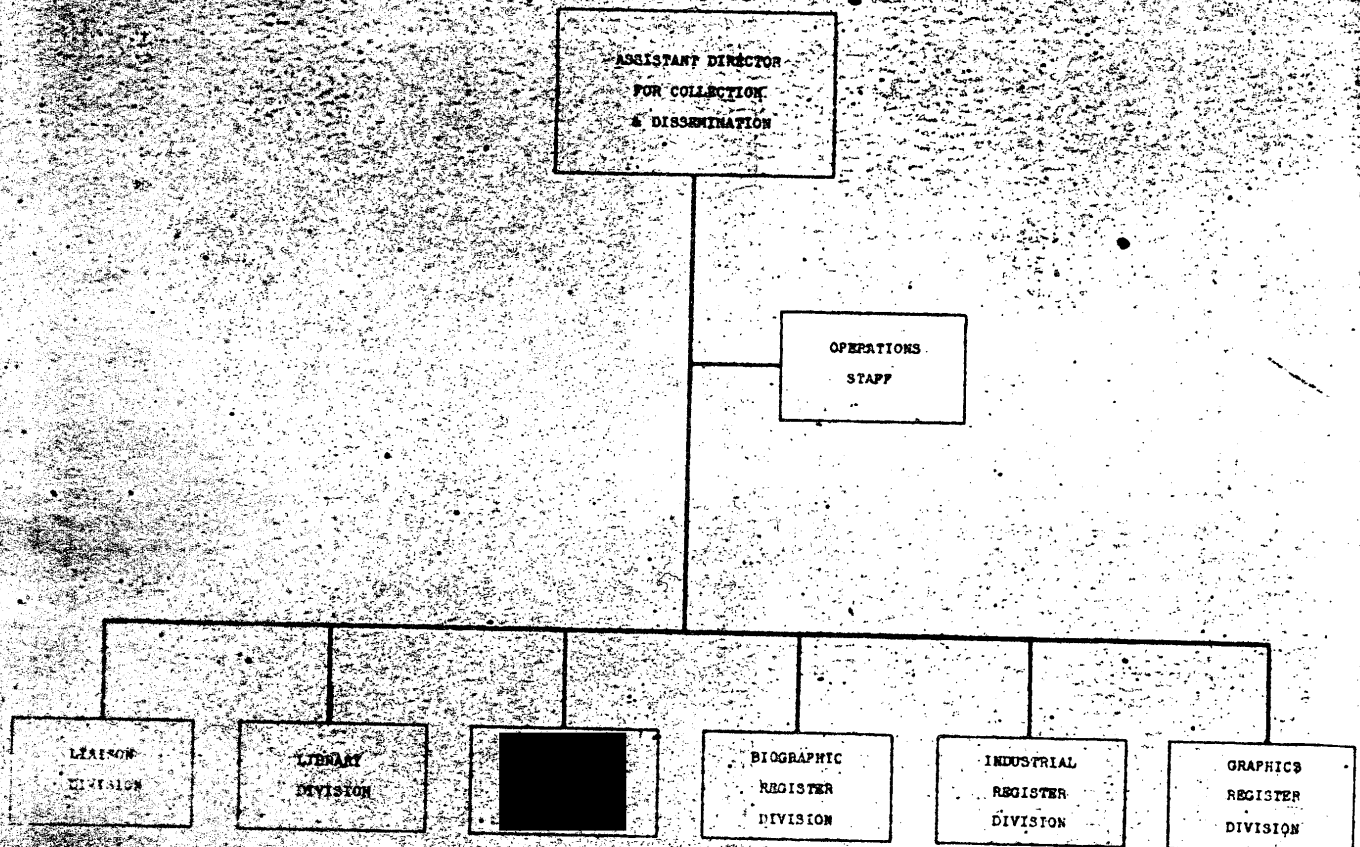 ASSISTANT DIRECTOR
FOR COLLECTION
& DISSEMINATION
OPERATIONS
STAFF
LIAISON
DIVISION
LIBRARY
DIVISION
BIOGRAPHIC
REGISTER
DIVISION
INDUSTRIAL
REGISTER
DIVISION
GRAPHICS
REGISTER
DIVISION